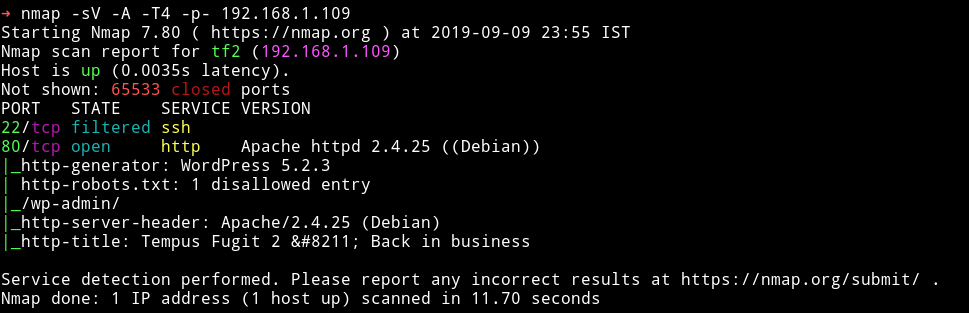 → nmap -sV -A -T4 -p- 192.168.1.109
Starting Nmap 7.80 ( https://nmap.org ) at 2019-09-09 23:55 IST
Nmap scan report for tf2 (192.168.1.109)
Host is up (0.0035s latency).
Not shown: 65533 closed ports
PORT   STATE    SERVICE VERSION
22/tcp filtered ssh
80/tcp open     http    Apache httpd 2.4.25 ((Debian))
|_http-generator: WordPress 5.2.3
| http-robots.txt: 1 disallowed entry
|_/wp-admin/
|_http-server-header: Apache/2.4.25 (Debian)
|_http-title: Tempus Fugit 2 &#8211; Back in business
Service detection performed. Please report any incorrect results at https://nmap.org/submit/ .
Nmap done: 1 IP address (1 host up) scanned in 11.70 seconds